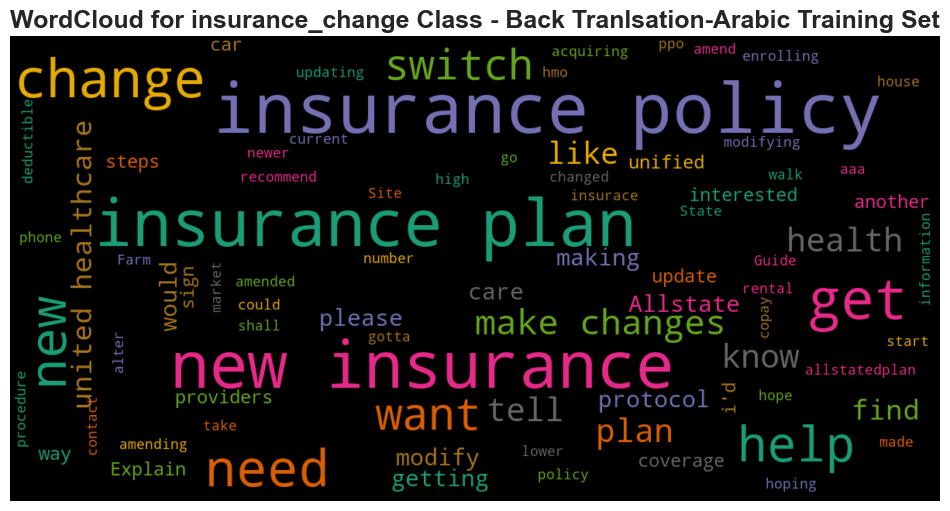 WordCloud for insurance_change Class - Back Tranlsation-Arabic Training Set
car
acquiring
ppo
amend
enrolling
change
updating
switch
hmo
house
deductible
insurance policy
current
modifying
newer
steps
go
like
unified
aaa
recommend
high
changed
walk
Site
insurace
interested
State
another
united healthcare
insurance plan
phone
Farm
number
making
health
information
Guide
would
sign
market
amended
care
update
rental
could
Allstate
get
copay
shall
please
make changes
gotta
start
new
alter
new insurance
know
allstatedplan
procedure
contact
providers
want
tell
protocol
i'd
hope
find
take
plan
way
amending
lower
help
made
Explain
need
modify
coverage
getting
policy
hoping